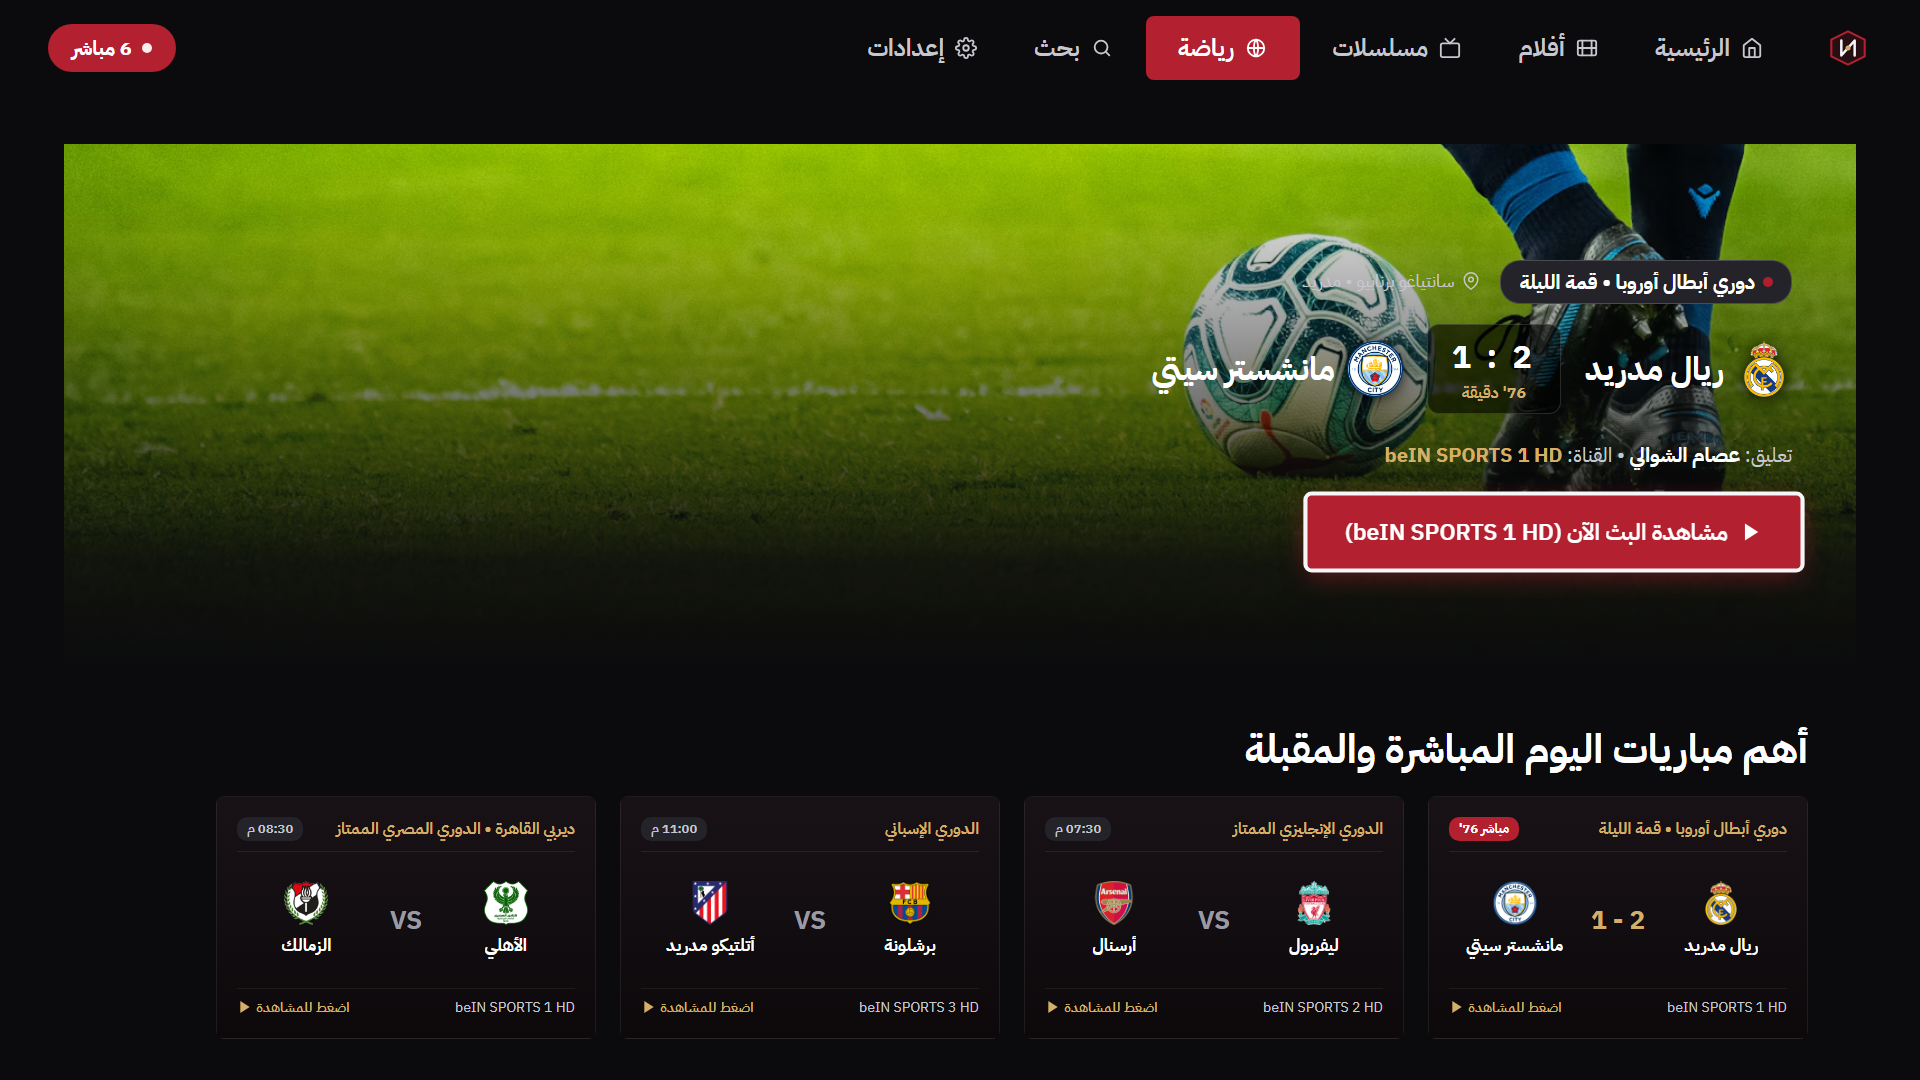 الرئيسية
أفلام
مسلسلات
رياضة
بحث
إعدادات
6 مباشر
دوري أبطال أوروبا • قمة الليلة
سانتياغو برنابيو • مدريد
ريال مدريد
2 : 1
76' دقيقة
MANCHESTER CITY
مانشستر سيتي
تعليق: عصام الشوالي • القناة: beIN SPORTS 1 HD
مشاهدة البث الآن (beIN SPORTS 1 HD)
أهم مباريات اليوم المباشرة والمقبلة
دوري أبطال أوروبا • قمة الليلة
مباشر 76'
ريال مدريد
2 - 1
مانشستر سيتي
beIN SPORTS 1 HD
اضغط للمشاهدة
الدوري الإنجليزي الممتاز
07:30 م
ليفربول
VS
Arsenal
أرسنال
beIN SPORTS 2 HD
اضغط للمشاهدة
الدوري الإسباني
11:00 م
FCB
برشلونة
VS
أتلتيكو مدريد
beIN SPORTS 3 HD
اضغط للمشاهدة
ديربي القاهرة • الدوري المصري الممتاز
08:30 م
الأهلي
VS
الزمالك
beIN SPORTS 1 HD
اضغط للمشاهدة